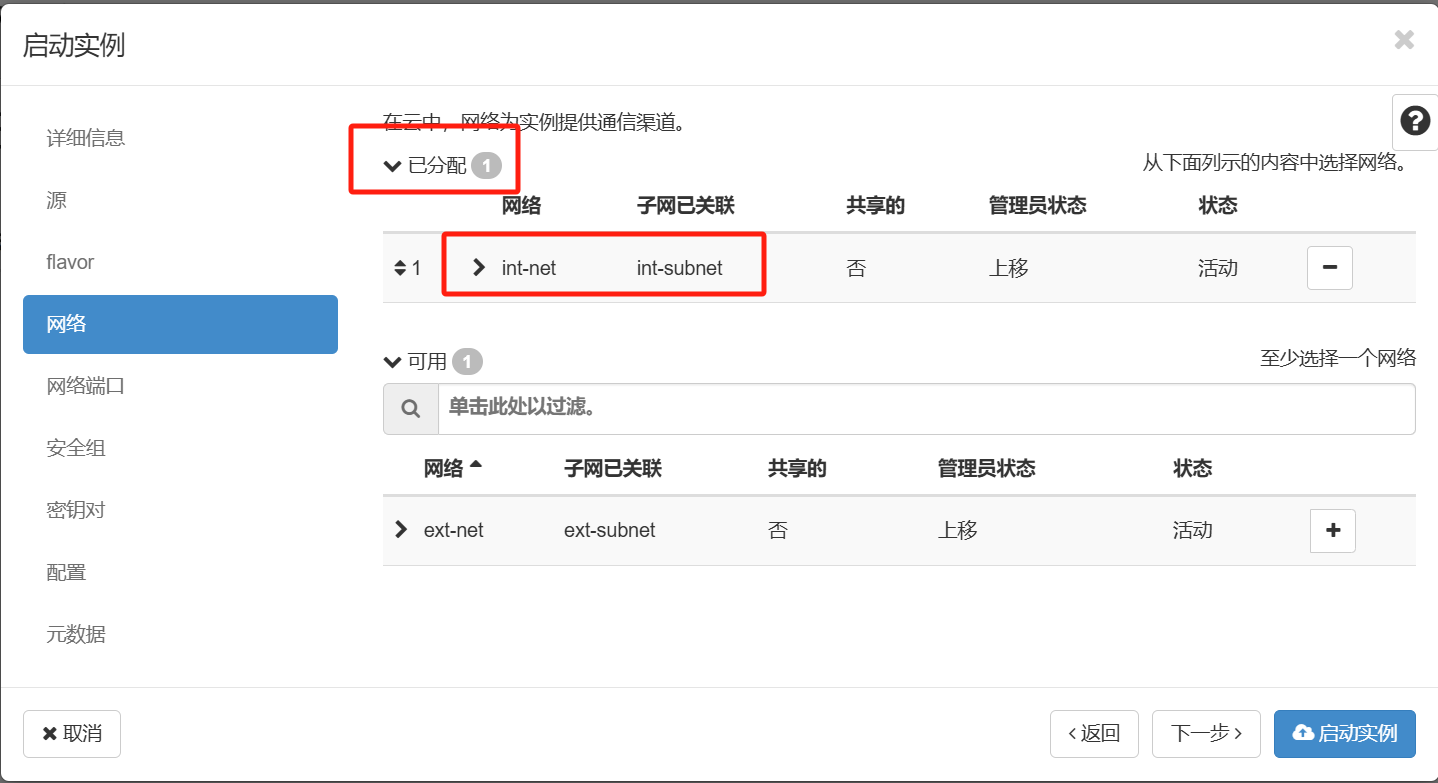 启动实例
详细信息
源
flavor
网络
网络端口
安全组
密钥对
配置
元数据
在云中，网络为实例提供通信渠道。
已分配 1
从下面列示的内容中选择网络。
网络 子网已关联 共享的 管理员状态 状态
1 int-net int-subnet 否 上移 活动
可用 1
至少选择一个网络
单击此处以过滤。
网络 子网已关联 共享的 管理员状态 状态
ext-net ext-subnet 否 上移 活动
取消
返回
下一步
启动实例